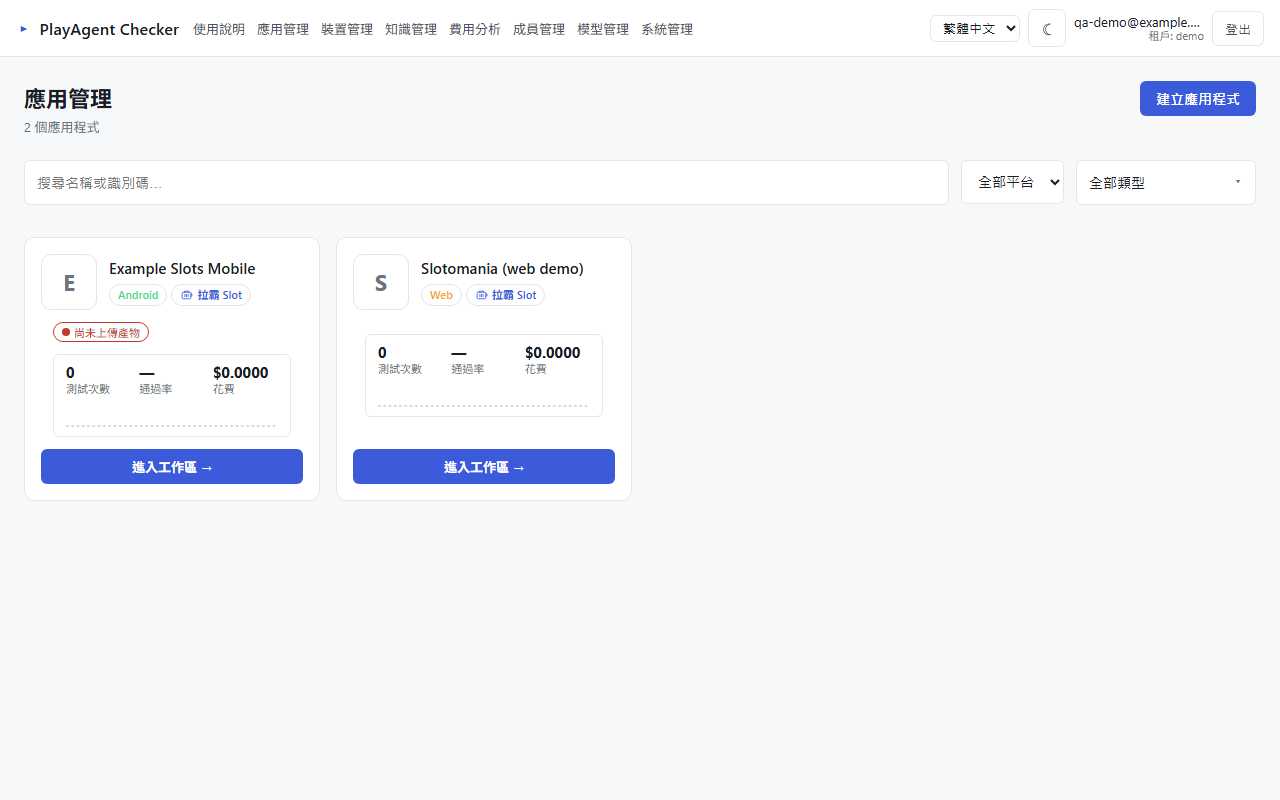 PlayAgent Checker 使用說明 應用管理 裝置管理 知識管理 費用分析 成員管理 模型管理 系統管理 繁體中文 qa-demo@example.... 登出
租戶: demo
應用管理 建立應用程式
2 個應用程式
搜尋名稱或識別碼... 全部平台 全部類型
E Example Slots Mobile
Android 拉霸 Slot
尚未上傳產物
0 — $0.0000
測試次數 通過率 花費
進入工作區 →
S Slotomania (web demo)
Web 拉霸 Slot
0 — $0.0000
測試次數 通過率 花費
進入工作區 →